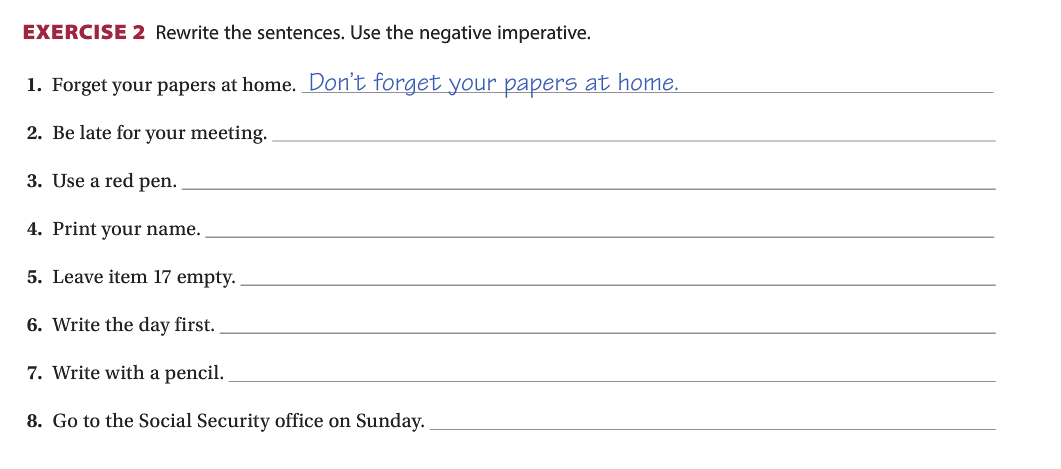 EXERCISE 2 Rewrite the sentences. Use the negative imperative.
1. Forget your papers at home. Don't forget your papers at home.
2. Be late for your meeting.
3. Use a red pen.
4. Print your name.
5. Leave item 17 empty.
6. Write the day first.
7. Write with a pencil.
8. Go to the Social Security office on Sunday.